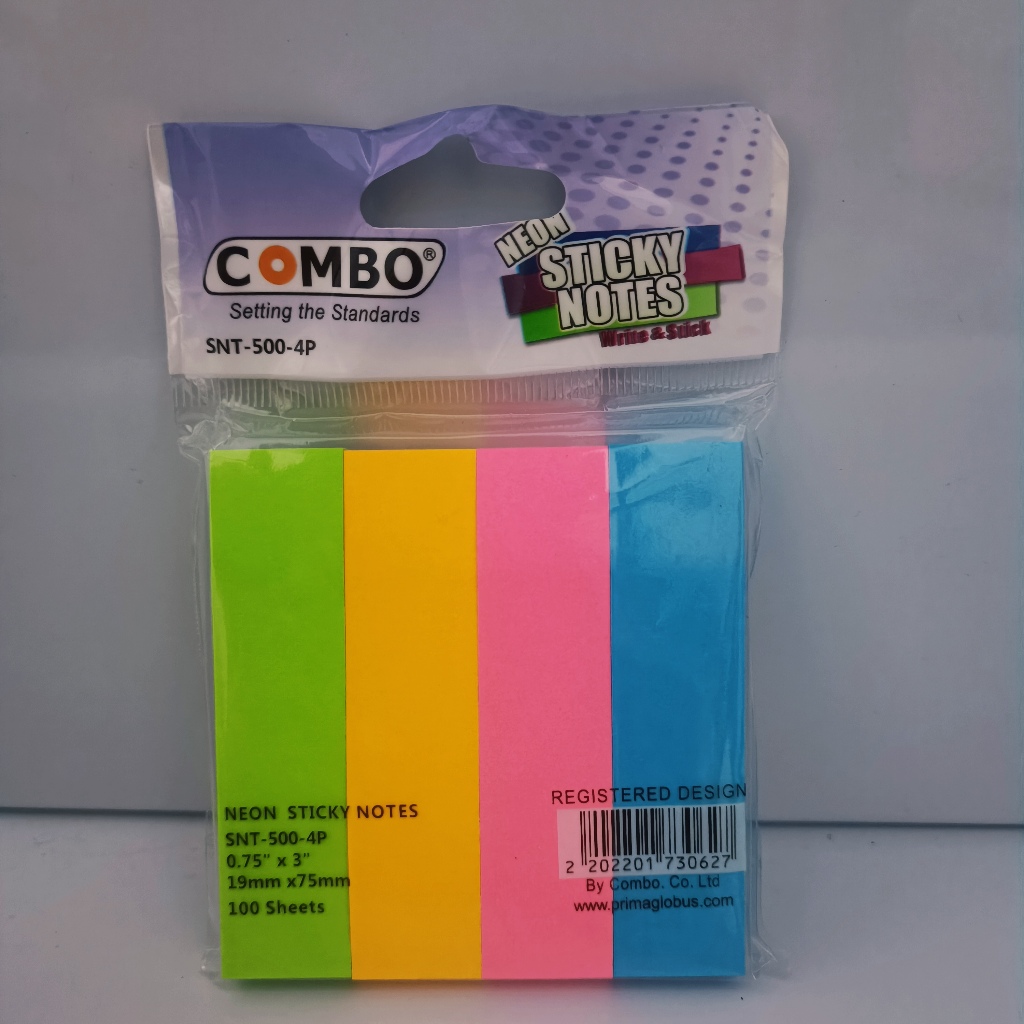 COMBO®
Setting the Standards
SNT-500-4P
NEON
STICKY
NOTES
Write & Stick
NEON STICKY NOTES
SNT-500-4P
0.75" x 3"
19mm x75mm
100 Sheets
REGISTERED DESIGN
2 202201 730627
By Combo. Co. Ltd
www.primaglobus.com